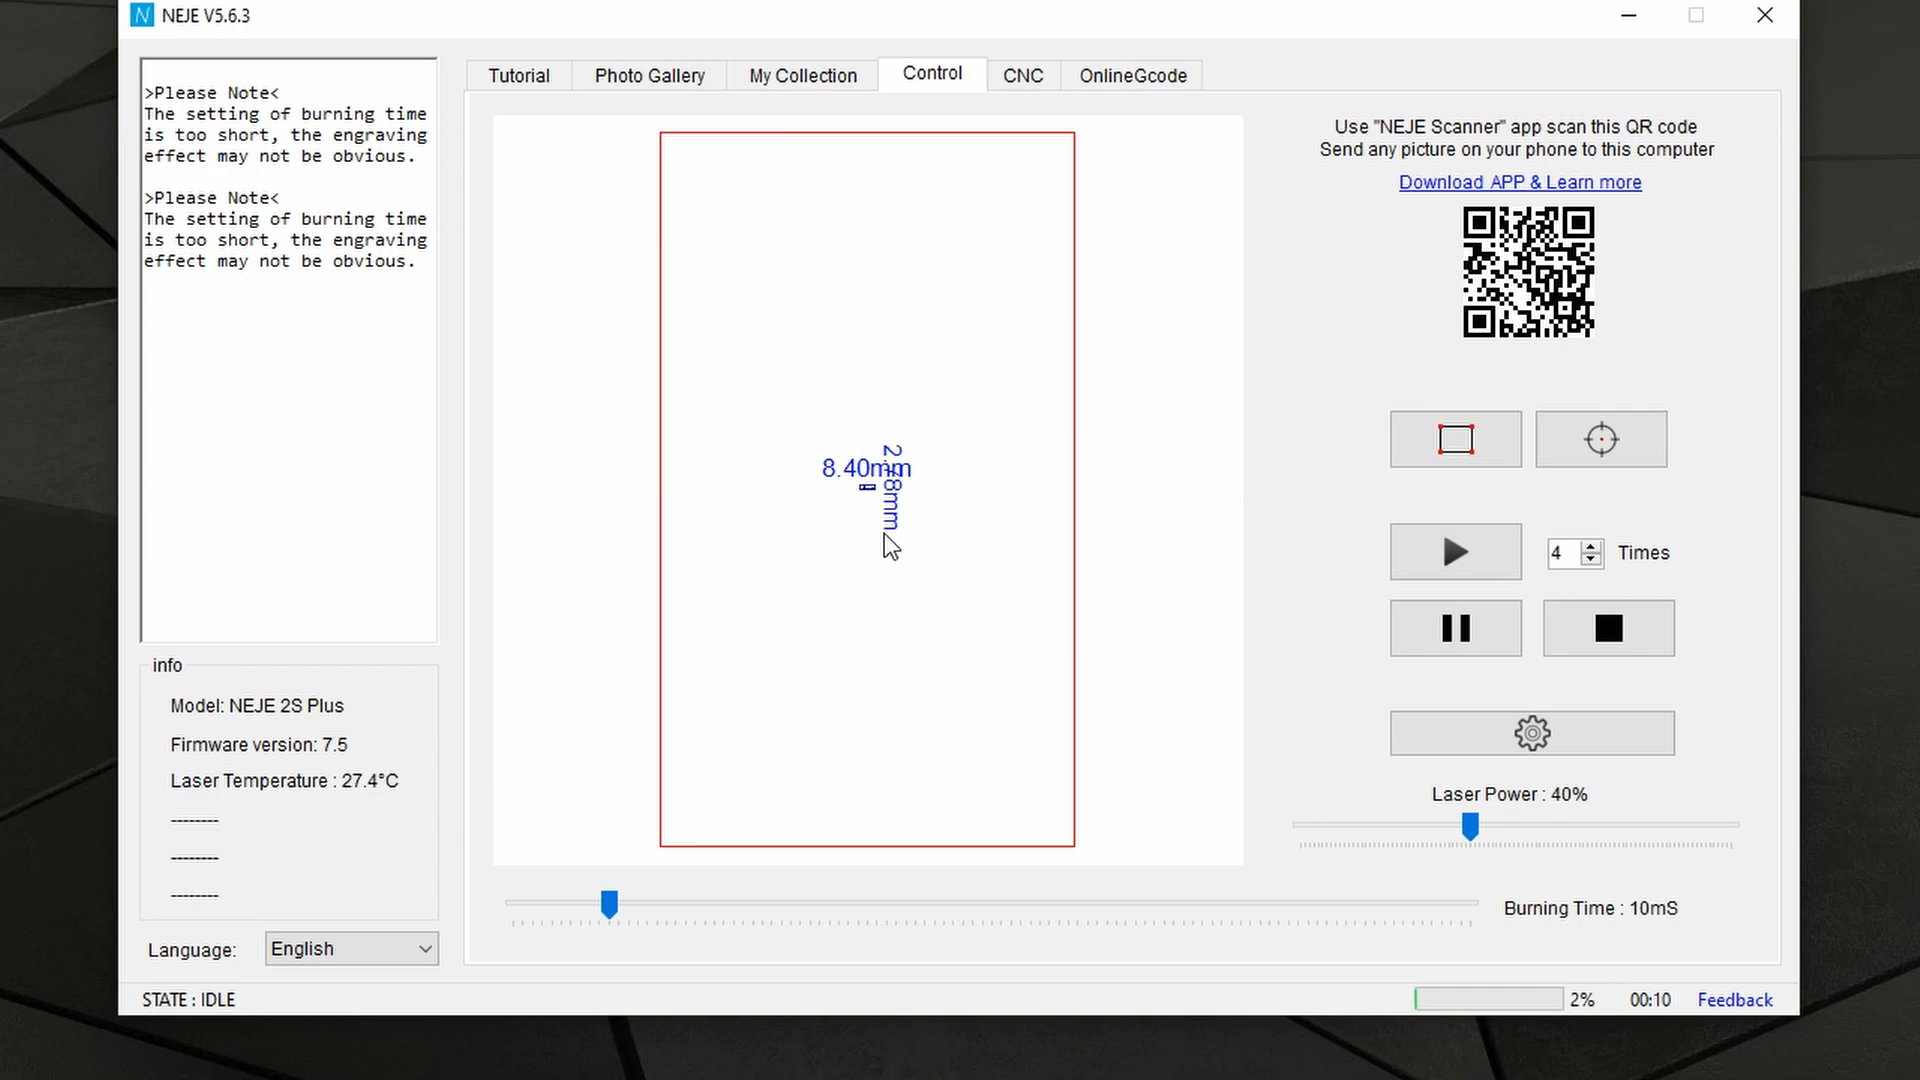 NEJE V5.6.3
>Please Note<
The setting of burning time
is too short, the engraving
effect may not be obvious.
>Please Note<
The setting of burning time
is too short, the engraving
effect may not be obvious.
info
Model: NEJE 2S Plus
Firmware version: 7.5
Laser Temperature : 27.4°C
--------
--------
--------
Language: English
Tutorial Photo Gallery My Collection Control CNC OnlineGcode
8.40mm
Use "NEJE Scanner" app scan this QR code
Send any picture on your phone to this computer
Download APP & Learn more
4 Times
Laser Power : 40%
Burning Time : 10mS
STATE : IDLE
2% 00:10 Feedback